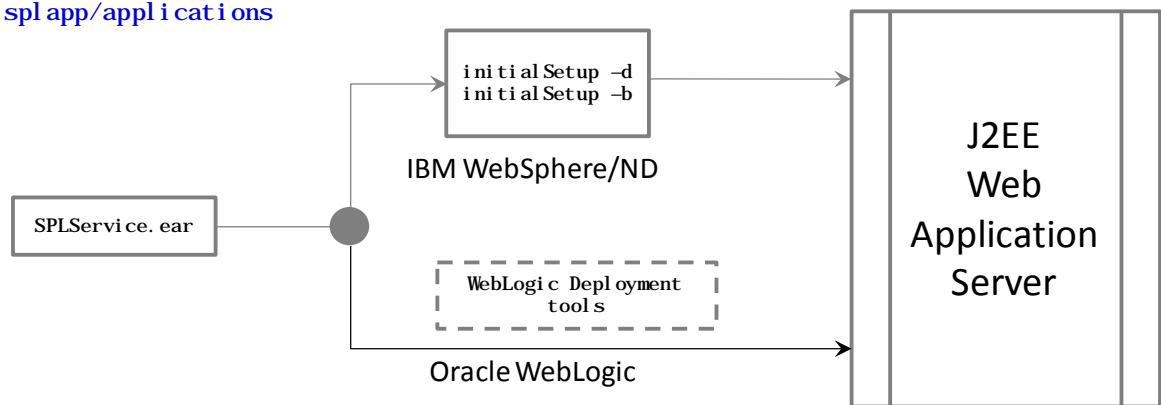 splapp/applications
initialSetup –d
initialSetup –b
IBM WebSphere/ND
SPLService.ear
WebLogic Deployment
tools
Oracle WebLogic
J2EE
Web
Application
Server